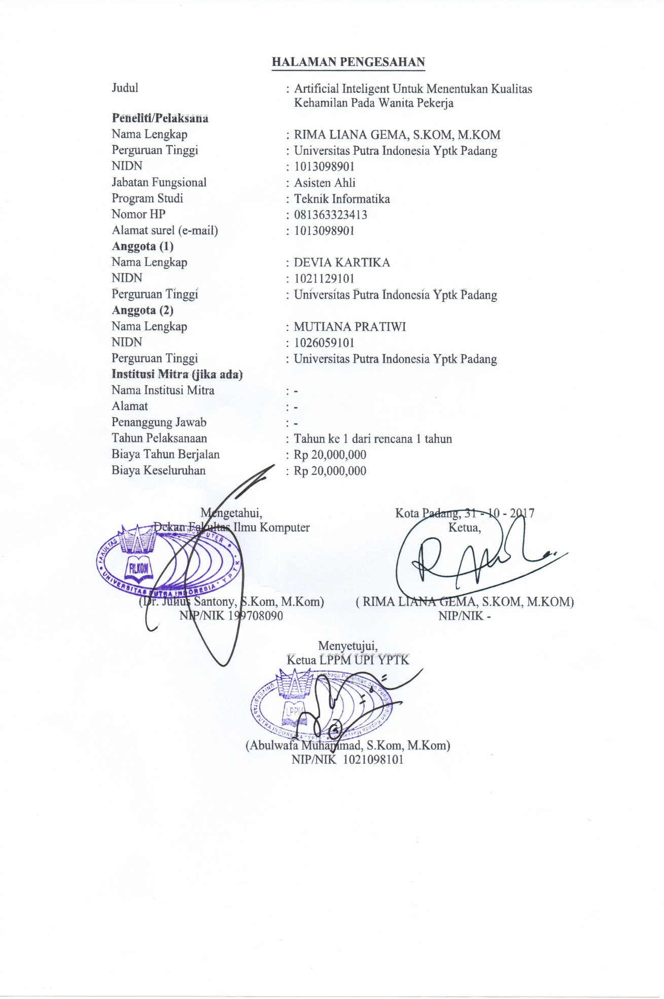 HALAMAN PENGESAHAN
Judul : Artificial Inteligent Untuk Menentukan Kualitas
Kehamilan Pada Wanita Pekerja
Peneliti/Pelaksana
Nama Lengkap : RIMA LIANA GEMA, S.KOM, M.KOM
Perguruan Tinggi : Universitas Putra Indonesia Yptk Padang
NIDN : 1013098901
Jabatan Fungsional : Asisten Ahli
Program Studi : Teknik Informatika
Nomor HP : 081363323413
Alamat surel (e-mail) : 1013098901
Anggota (1)
Nama Lengkap : DEVIA KARTIKA
NIDN : 1021129101
Perguruan Tinggi : Universitas Putra Indonesia Yptk Padang
Anggota (2)
Nama Lengkap : MUTIANA PRATIWI
NIDN : 1026059101
Perguruan Tinggi : Universitas Putra Indonesia Yptk Padang
Institusi Mitra (jika ada)
Nama Institusi Mitra : -
Alamat : -
Penanggung Jawab : -
Tahun Pelaksanaan : Tahun ke 1 dari rencana 1 tahun
Biaya Tahun Berjalan : Rp 20,000,000
Biaya Keseluruhan : Rp 20,000,000
Mengetahui,
Dekan Fakultas Ilmu Komputer
FAKULTAS KOMPUTER
FILKOM
UNIVERSITAS PUTRA INDONESIA "YPTK
(Dr. Julius Santony, S.Kom, M.Kom)
NIP/NIK 199708090
Kota Padang, 31 - 10 - 2017
Ketua,
( RIMA LIANA GEMA, S.KOM, M.KOM)
NIP/NIK -
Menyetujui,
Ketua LPPM UPI YPTK
Lembaga Penelitian dan Pengabdian Kepada Masyarakat
LPPM
UNIVERSITAS PUTRA INDONESIA "YPTK"
(Abulwafa Muhammad, S.Kom, M.Kom)
NIP/NIK 1021098101